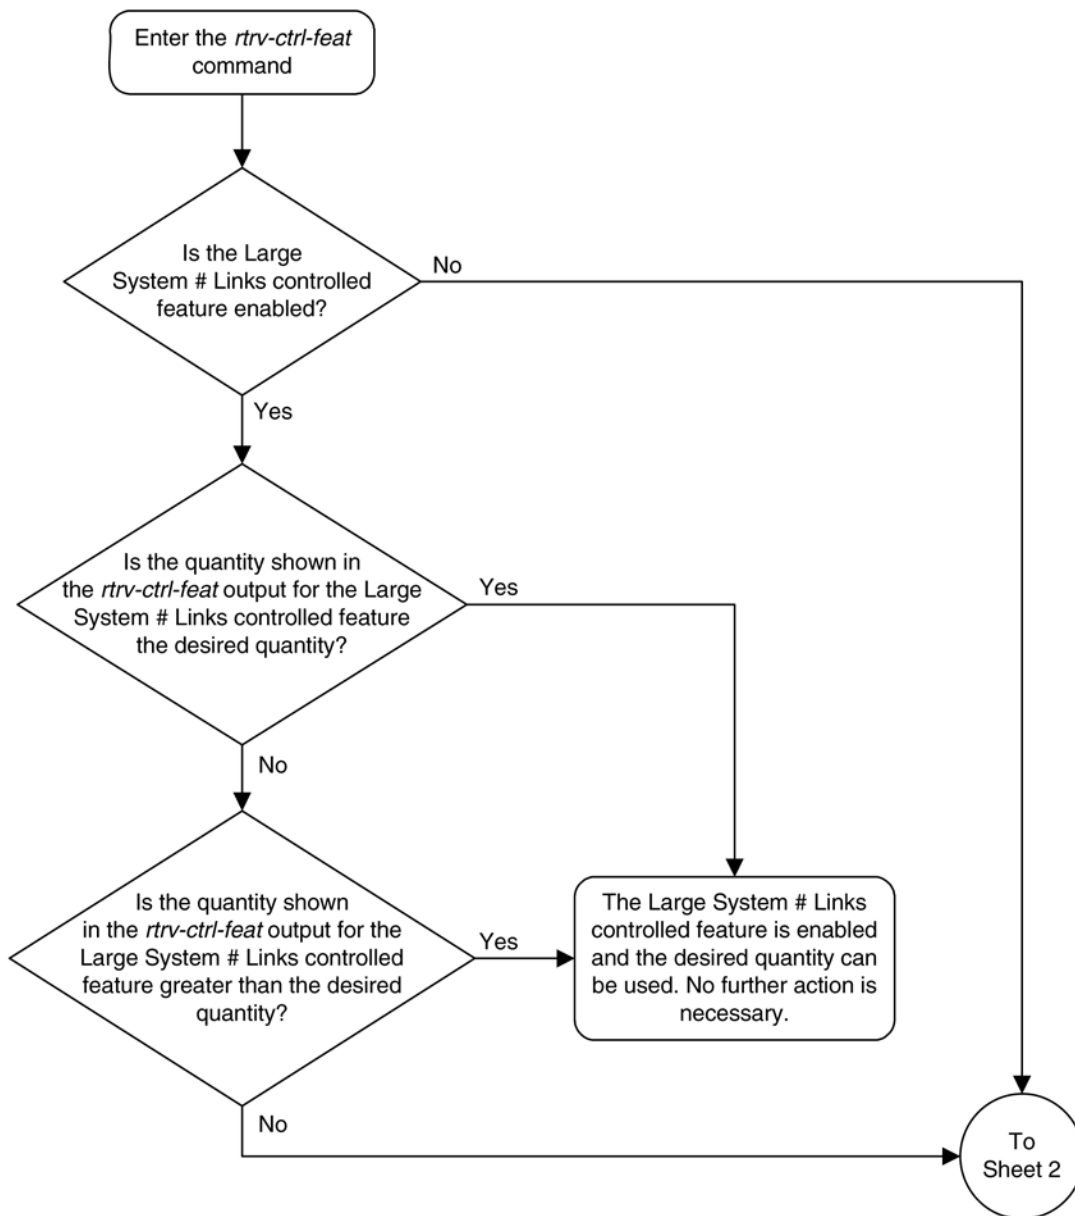 Enter the rtrv-ctrl-feat
command
Is the Large
System # Links controlled
feature enabled?
No
Yes
Is the quantity shown in
the rtrv-ctrl-feat output for the Large
System # Links controlled feature
the desired quantity?
Yes
No
Is the quantity shown
in the rtrv-ctrl-feat output for the
Large System # Links controlled
feature greater than the desired
quantity?
Yes
The Large System # Links
controlled feature is enabled
and the desired quantity can
be used. No further action is
necessary.
No
To
Sheet 2